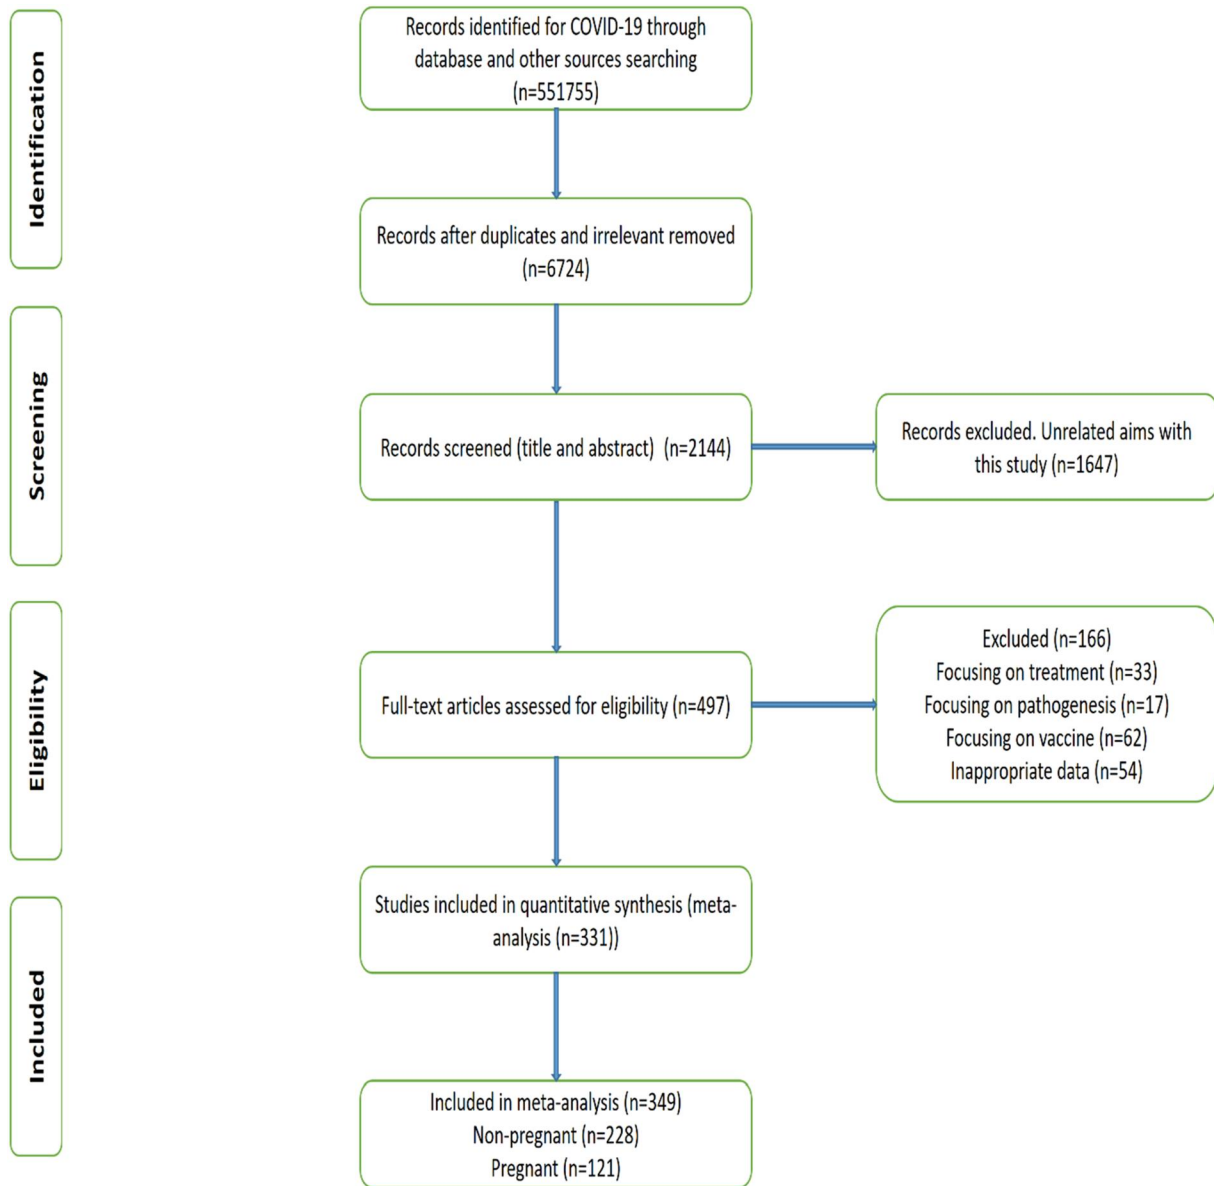 Identification
Records identified for COVID-19 through
database and other sources searching
(n=551755)
Records after duplicates and irrelevant removed
(n=6724)
Screening
Records screened (title and abstract)  (n=2144)
Records excluded. Unrelated aims with
this study (n=1647)
Eligibility
Full-text articles assessed for eligibility (n=497)
Excluded (n=166)
Focusing on treatment (n=33)
Focusing on pathogenesis (n=17)
Focusing on vaccine (n=62)
Inappropriate data (n=54)
Included
Studies included in quantitative synthesis (meta-
analysis (n=331))
Included in meta-analysis (n=349)
Non-pregnant (n=228)
Pregnant (n=121)